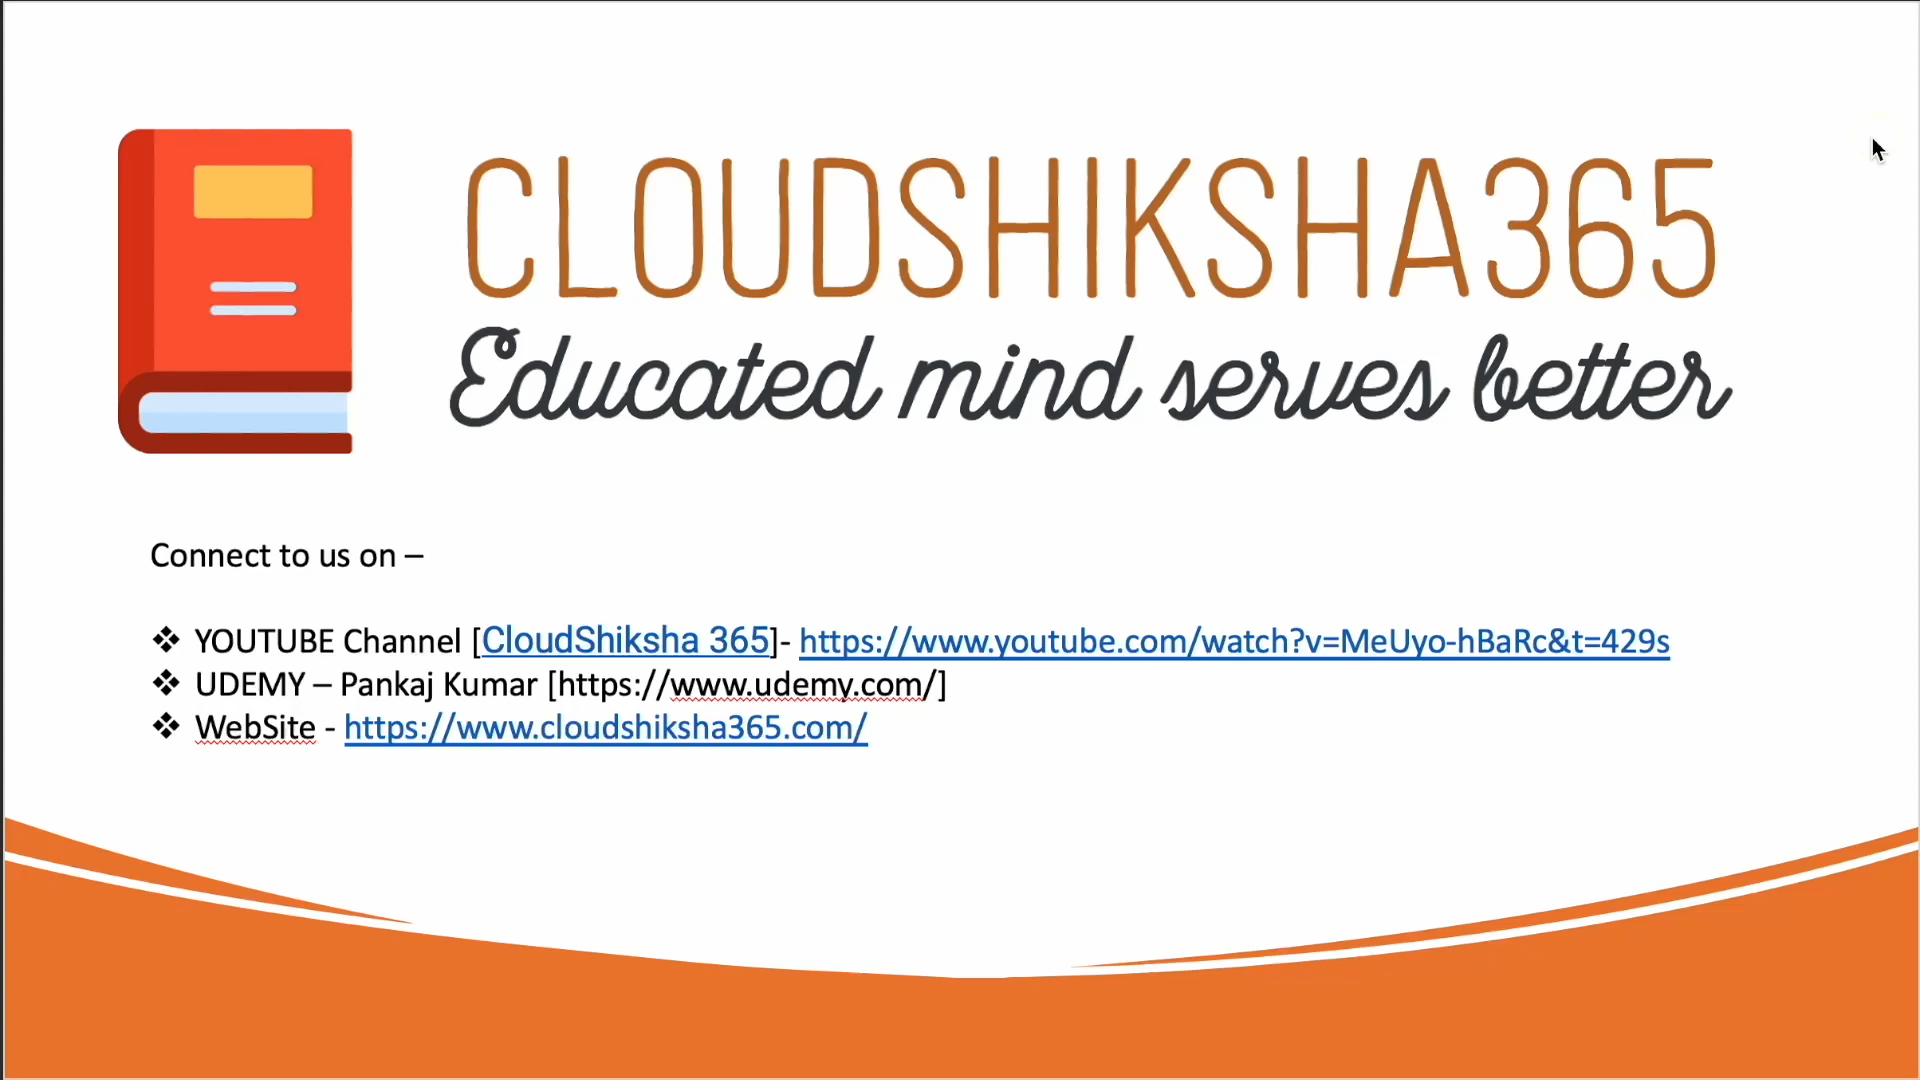 CLOUDSHIKSHA365
Educated mind serves better
Connect to us on –
❖ YOUTUBE Channel [CloudShiksha 365]- https://www.youtube.com/watch?v=MeUyo-hBaRc&t=429s
❖ UDEMY – Pankaj Kumar [https://www.udemy.com/]
❖ WebSite - https://www.cloudshiksha365.com/